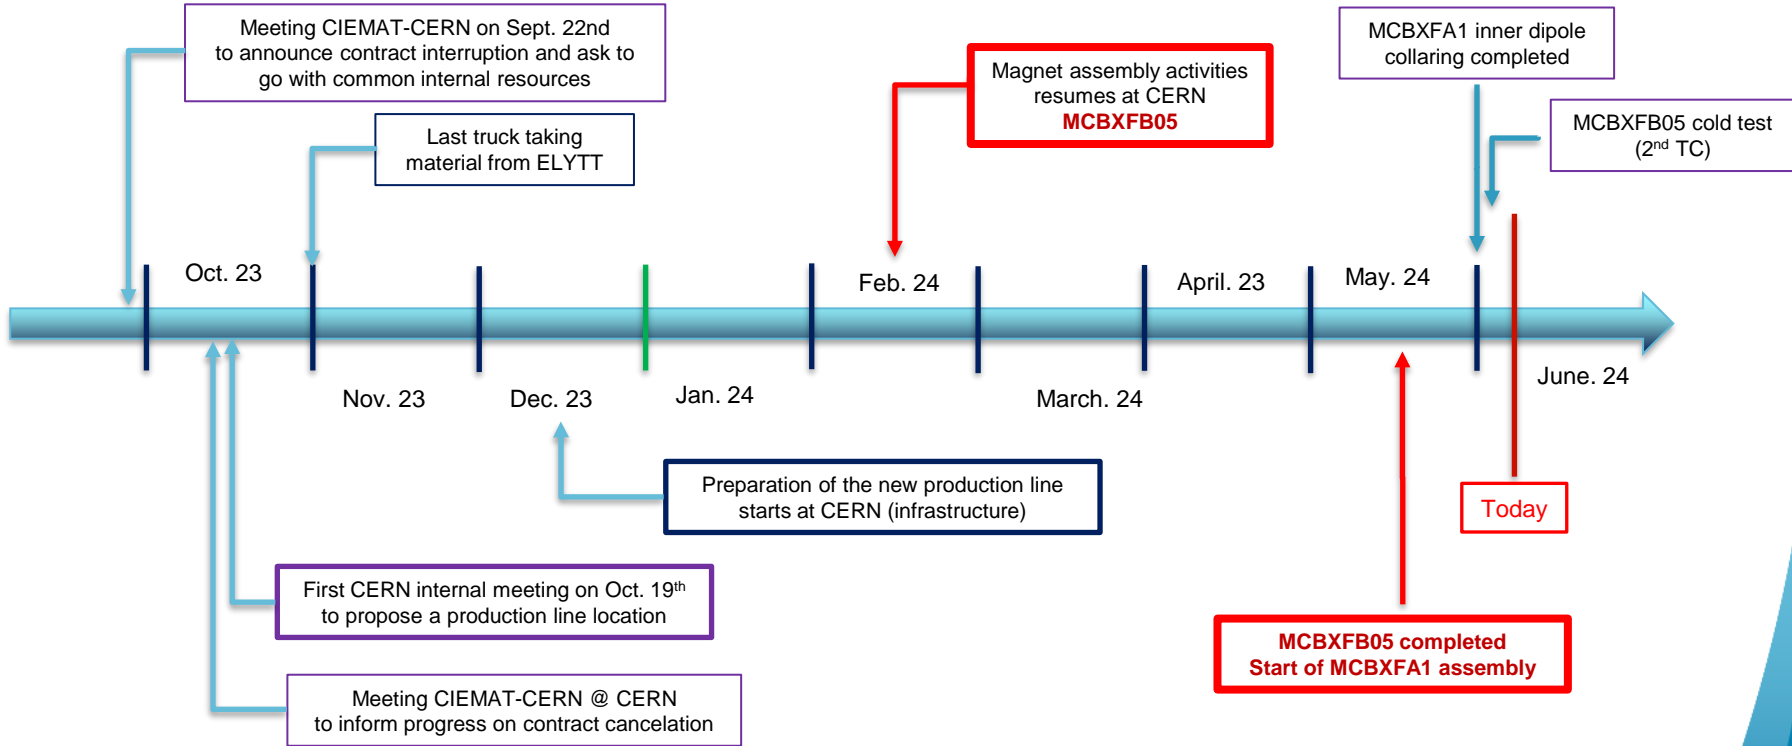 Meeting CIEMAT-CERN on Sept. 22nd
to announce contract interruption and ask to
go with common internal resources
Last truck taking
material from ELYTT
Magnet assembly activities
resumes at CERN
MCBXFB05
MCBXFA1 inner dipole
collaring completed
MCBXFB05 cold test
(2nd TC)
Oct. 23
Nov. 23
Dec. 23
Jan. 24
Feb. 24
March. 24
April. 23
May. 24
June. 24
Today
Preparation of the new production line
starts at CERN (infrastructure)
First CERN internal meeting on Oct. 19th
to propose a production line location
Meeting CIEMAT-CERN @ CERN
to inform progress on contract cancelation
MCBXFB05 completed
Start of MCBXFA1 assembly